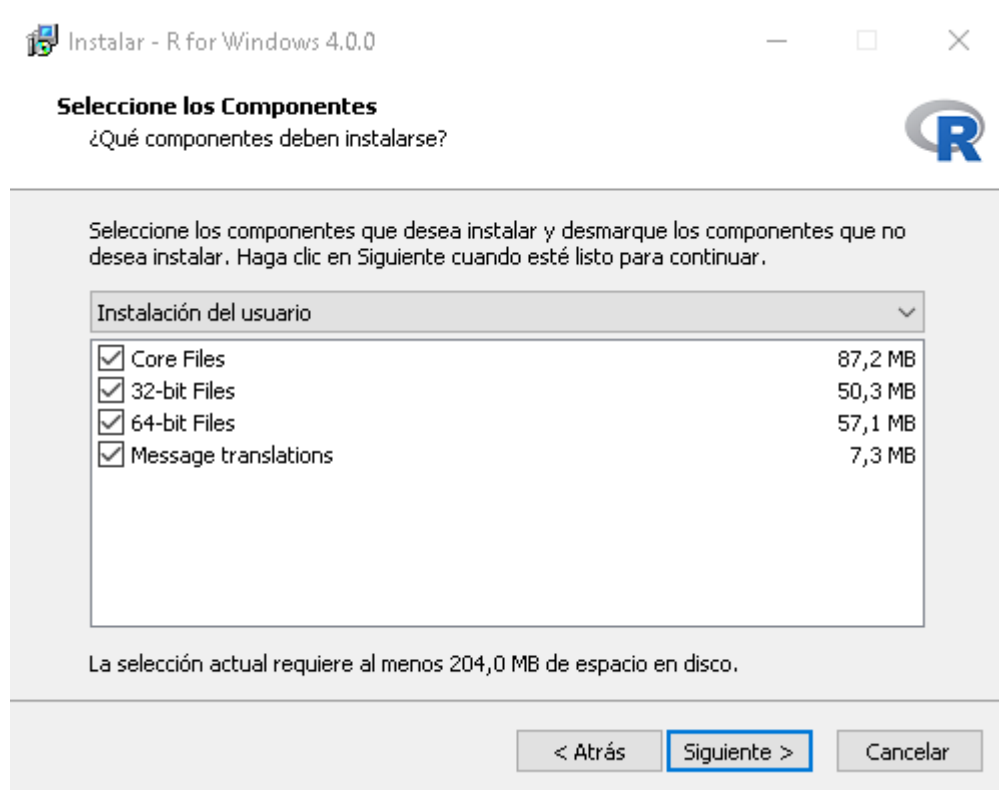 Instalar - R for Windows 4.0.0
Seleccione los Componentes
¿Qué componentes deben instalarse?
R
Seleccione los componentes que desea instalar y desmarque los componentes que no
desea instalar. Haga clic en Siguiente cuando esté listo para continuar.
Instalación del usuario
Core Files 87,2 MB
32-bit Files 50,3 MB
64-bit Files 57,1 MB
Message translations 7,3 MB
La selección actual requiere al menos 204,0 MB de espacio en disco.
< Atrás Siguiente > Cancelar